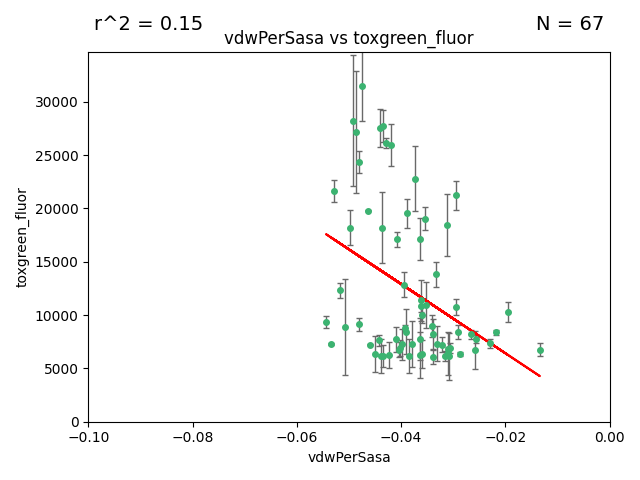 r^2 = 0.15
N = 67
vdwPerSasa vs toxgreen_fluor
toxgreen_fluor
30000
25000
20000
15000
10000
5000
0
−0.10
−0.08
−0.06
−0.04
−0.02
0.00
vdwPerSasa